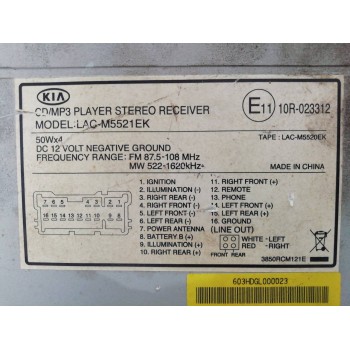 KIA
CD/MP3 PLAYER STEREO RECEIVER
MODEL:LAC-M5521EK
E11 10R-023312
50Wx4
TAPE : LAC-M5520EK
DC 12 VOLT NEGATIVE GROUND
FREQUENCY RANGE: FM 87.5-108 MHz
MW 522-1620kHz
1. IGNITION
2. ILLUMINATION (-)
3. RIGHT REAR (-)
4. ILLUMINATION (+)
5. LEFT REAR (-)
6. LEFT REAR (+)
7. POWER ANTENNA
8. BATTERY B (+)
9. RIGHT FRONT (-)
10. RIGHT REAR (+)
11. RIGHT FRONT (+)
12. REMOTE
13. PHONE
14. LEFT FRONT (-)
15. LEFT FRONT (+)
16. GROUND
(LINE OUT)
WHITE-LEFT
RED -RIGHT
FRONT REAR
3850RCM121E
603HDGL000023